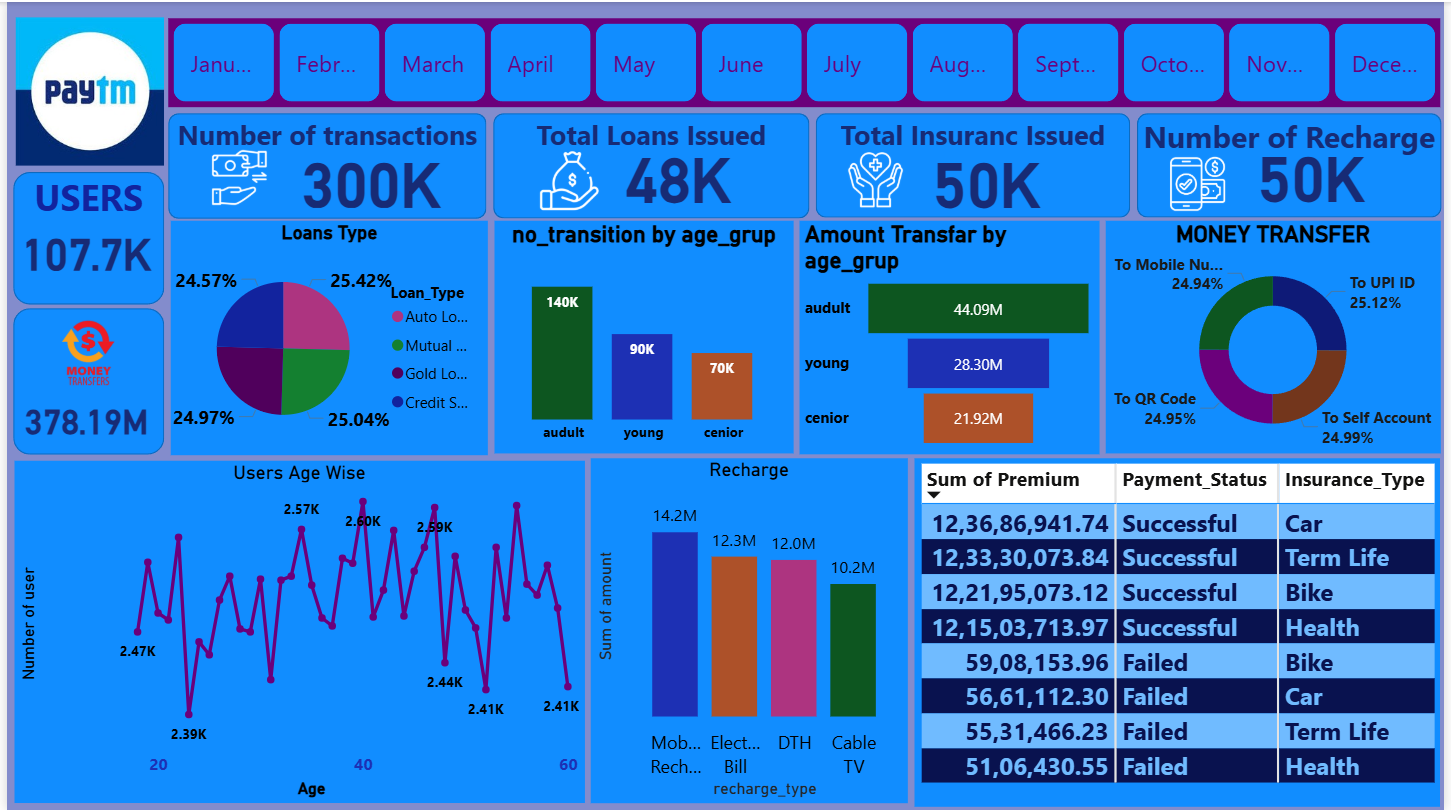 paytm
Janu...
Febr...
March
April
May
June
July
Aug...
Sept...
Octo...
Nov...
Dece...
Number of transactions
300K
Total Loans Issued
48K
Total Insuranc Issued
50K
Number of Recharge
50K
USERS
107.7K
MONEY
TRANSFERS
378.19M
Loans Type
24.57%
25.42%
24.97%
25.04%
Loan_Type
Auto Lo...
Mutual ...
Gold Lo...
Credit S...
no_transition by age_grup
140K
90K
70K
audult
young
cenior
Amount Transfar by
age_grup
audult
44.09M
young
28.30M
cenior
21.92M
MONEY TRANSFER
To Mobile Nu...
24.94%
To UPI ID
25.12%
To QR Code
24.95%
To Self Account
24.99%
Users Age Wise
Number of user
2.47K
2.39K
2.57K
2.60K
2.59K
2.44K
2.41K
2.41K
20
40
60
Age
Recharge
Sum of amount
14.2M
12.3M
12.0M
10.2M
Mob...
Rech...
Elect...
Bill
DTH
Cable
TV
recharge_type
Sum of Premium Payment_Status Insurance_Type
12,36,86,941.74 Successful Car
12,33,30,073.84 Successful Term Life
12,21,95,073.12 Successful Bike
12,15,03,713.97 Successful Health
59,08,153.96 Failed Bike
56,61,112.30 Failed Car
55,31,466.23 Failed Term Life
51,06,430.55 Failed Health